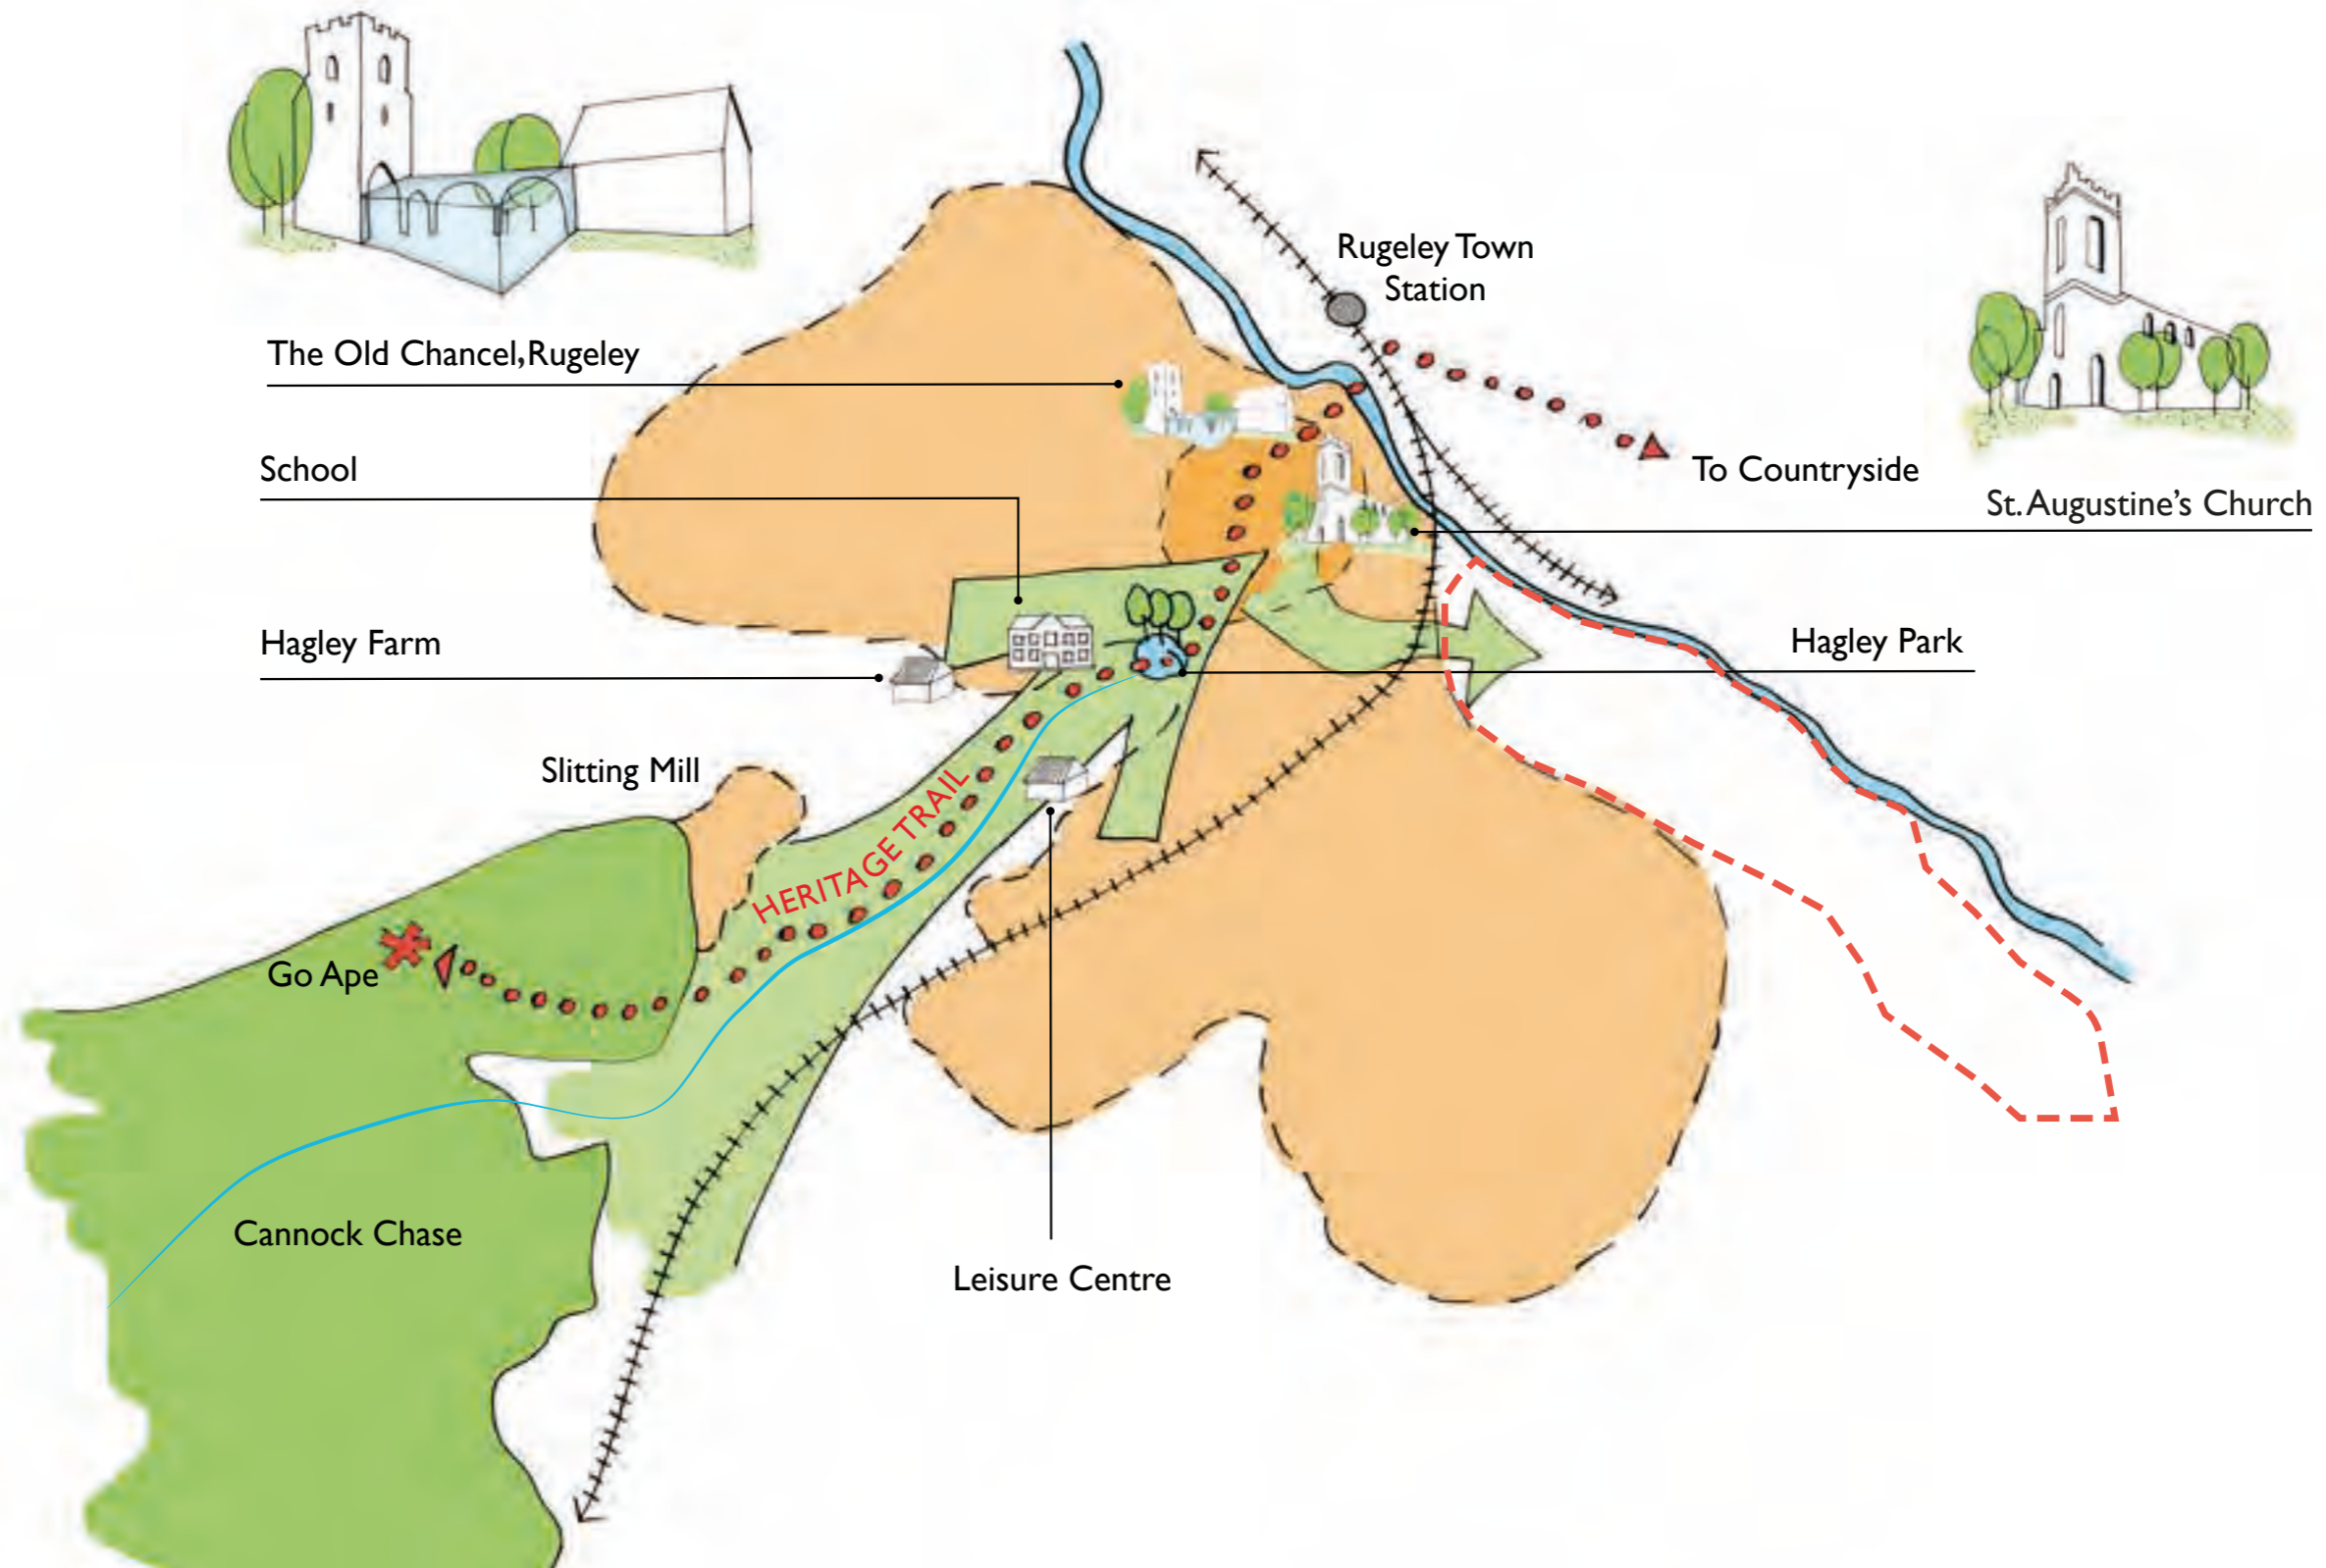 Rugeley Town
Station
The Old Chancel, Rugeley
School
To Countryside
St. Augustine's Church
Hagley Farm
Hagley Park
Slitting Mill
HERITAGE TRAIL
Go Ape
Cannock Chase
Leisure Centre